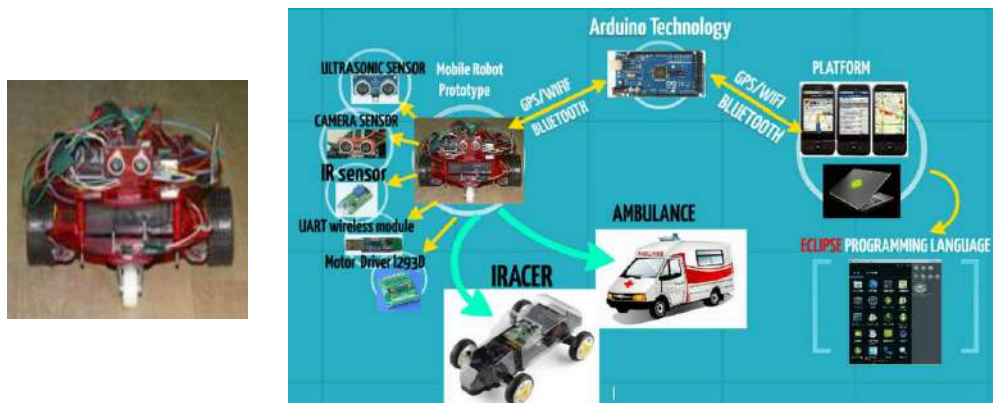 Arduino Technology
ULTRASONIC SENSOR
Mobile Robot
Prototype
CAMERA SENSOR
IR sensor
UART wireless module
Motor Driver l293D
GPS/WIFIF
BLUETOOTH
GPS/WIFI
BLUETOOTH
PLATFORM
AMBULANCE
IRACER
ECLIPSE PROGRAMMING LANGUAGE